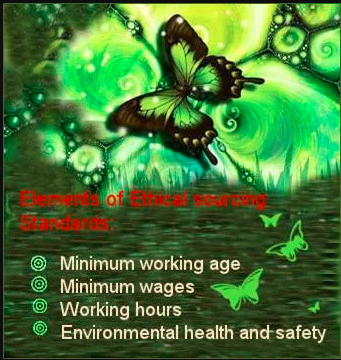 Elements of Ethical sourcing
Standards:
Minimum working age
Minimum wages
Working hours
Environmental health and safety